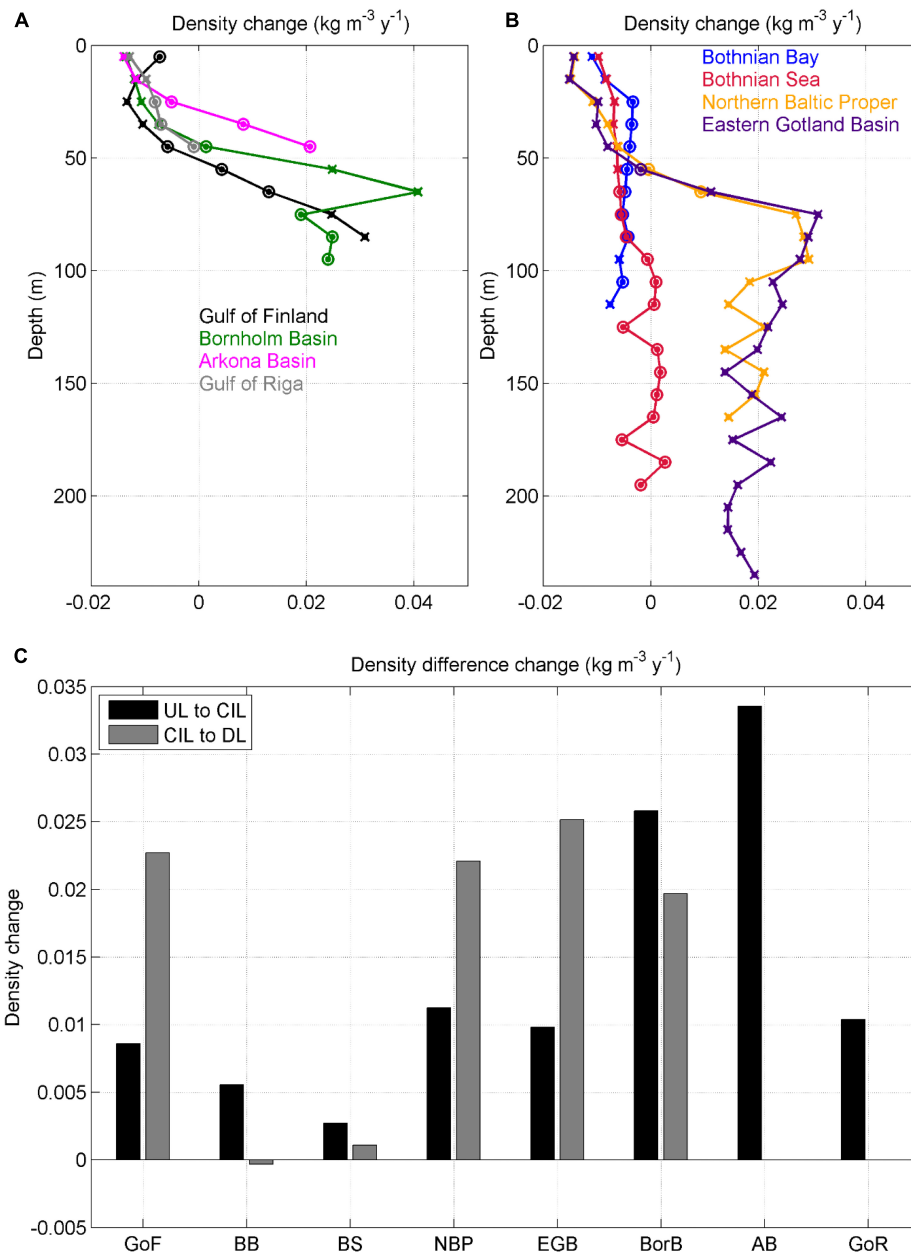 A
Density change (kg m-3 y-1)
0
50
100
150
200
Depth (m)
Gulf of Finland
Bornholm Basin
Arkona Basin
Gulf of Riga
-0.02
0
0.02
0.04
B
Density change (kg m-3 y-1)
0
50
100
150
200
Depth (m)
Bothnian Bay
Bothnian Sea
Northern Baltic Proper
Eastern Gotland Basin
-0.02
0
0.02
0.04
C
Density difference change (kg m-3 y-1)
0.035
0.03
0.025
0.02
0.015
0.01
0.005
0
-0.005
Density change
UL to CIL
CIL to DL
GoF
BB
BS
NBP
EGB
BorB
AB
GoR